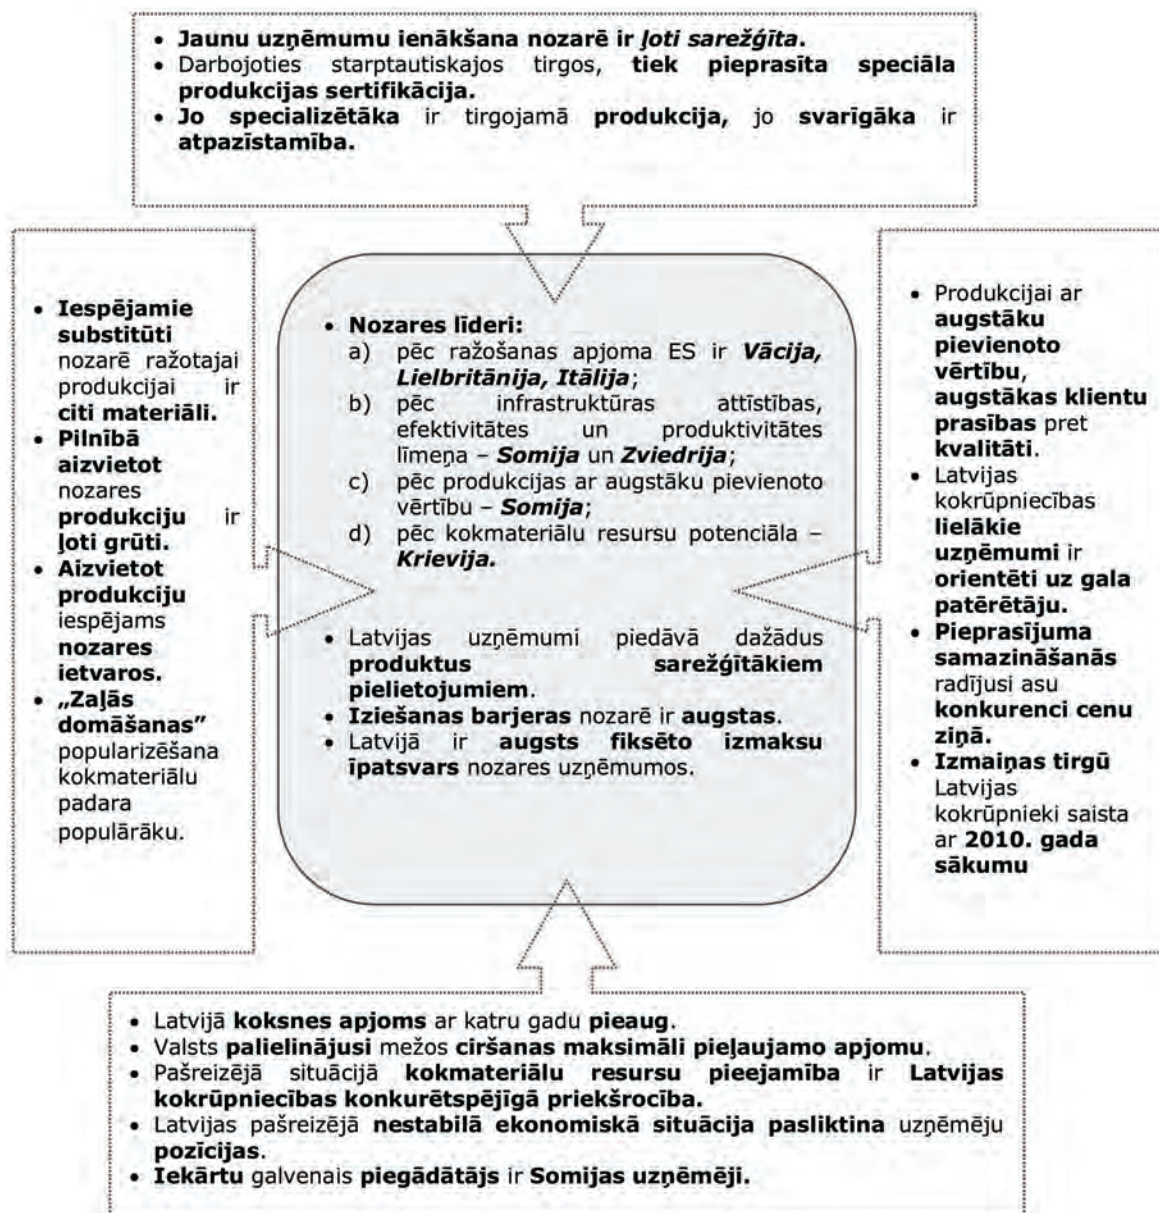 • Jaunu uzņēmumu ienākšana nozarē ir ļoti sarežģīta.
• Darbojoties starptautiskajos tirgos, tiek pieprasīta speciāla
produkcijas sertifikācija.
• Jo specializētāka ir tirgojamā produkcija, jo svarīgāka ir
atpazīstamība.
• Iespējamie
substitūti
nozarē ražotajai
produkcijai ir
citi materiāli.
• Pilnībā
aizvietot
nozares
produkciju ir
ļoti grūti.
• Aizvietot
produkciju
iespējams
nozares
ietvaros.
• „Zaļās
domāšanas”
popularizēšana
kokmateriālu
padara
populārāku.
• Nozares līderi:
a) pēc ražošanas apjoma ES ir Vācija,
Lielbritānija, Itālija;
b) pēc infrastruktūras attīstības,
efektivitātes un produktivitātes
līmeņa – Somija un Zviedrija;
c) pēc produkcijas ar augstāku pievienoto
vērtību – Somija;
d) pēc kokmateriālu resursu potenciāla –
Krievija.
• Latvijas uzņēmumi piedāvā dažādus
produktus sarežģītākiem
pielietojumiem.
• Iziešanas barjeras nozarē ir augstas.
• Latvijā ir augsts fiksēto izmaksu
īpatsvars nozares uzņēmumos.
• Produkcijai ar
augstāku
pievienoto
vērtību,
augstākas klientu
prasības pret
kvalitāti.
• Latvijas
kokrūpniecības
lielākie
uzņēmumi ir
orientēti uz gala
patērētāju.
• Pieprasījuma
samazināšanās
radījusi asu
konkurenci cenu
ziņā.
• Izmaiņas tirgū
Latvijas
kokrūpnieki saista
ar 2010. gada
sākumu
• Latvijā koksnes apjoms ar katru gadu pieaug.
• Valsts palielinājusi mežos ciršanas maksimāli pieļaujamo apjomu.
• Pašreizējā situācijā kokmateriālu resursu pieejamība ir Latvijas
kokrūpniecības konkurētspējīgā priekšrocība.
• Latvijas pašreizējā nestabilā ekonomiskā situācija pasliktina uzņēmēju
pozīcijas.
• Iekārtu galvenais piegādātājs ir Somijas uzņēmēji.